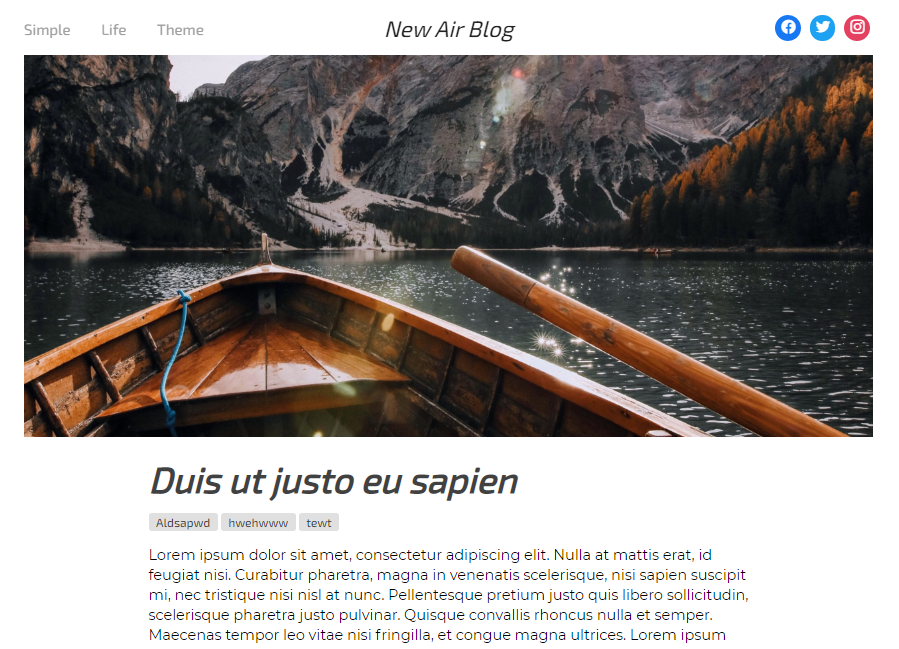 Simple Life Theme New Air Blog
Duis ut justo eu sapien
Aldsapwd hwehwww tewt
Lorem ipsum dolor sit amet, consectetur adipiscing elit. Nulla at mattis erat, id
feugiat nisi. Curabitur pharetra, magna in venenatis scelerisque, nisi sapien suscipit
mi, nec tristique nisi nisl at nunc. Pellentesque pretium justo quis libero sollicitudin,
scelerisque pharetra justo pulvinar. Quisque convallis rhoncus nulla et semper.
Maecenas tempor leo vitae nisi fringilla, et congue magna ultrices. Lorem ipsum